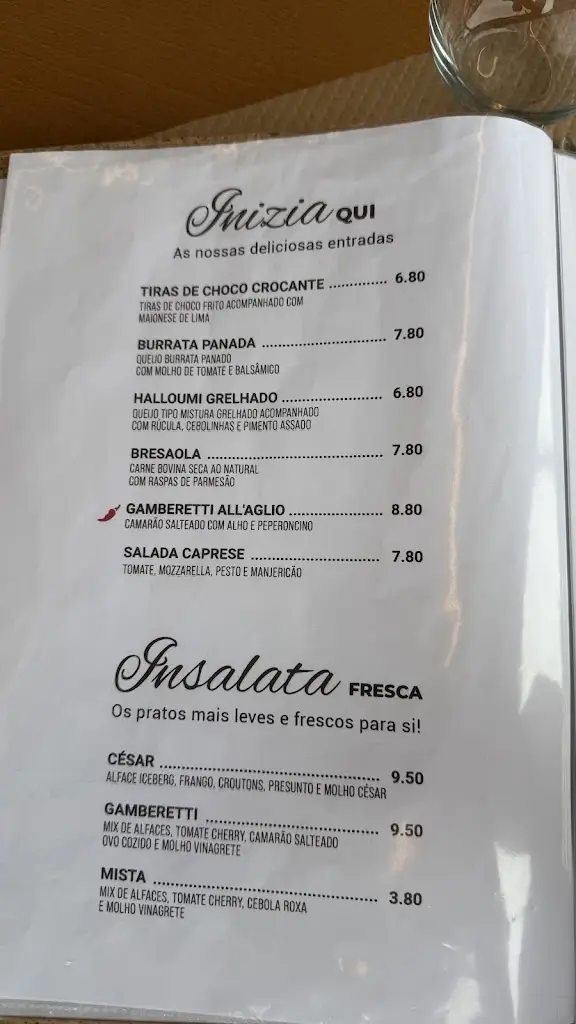 Inizia QUI
As nossas deliciosas entradas
TIRAS DE CHOCO CROCANTE ............ 6.80
TIRAS DE CHOCO FRITO ACOMPANHADO COM
MAIONESE DE LIMA
BURRATA PANADA ............ 7.80
QUEIJO BURRATA PANADO
COM MOLHO DE TOMATE E BALSÂMICO
HALLOUMI GRELHADO ............ 6.80
QUEIJO TIPO MISTURA GRELHADO ACOMPANHADO
COM RÚCULA, CEBOLINHAS E PIMENTO ASSADO
BRESAOLA ............ 7.80
CARNE BOVINA SECA AO NATURAL
COM RASPAS DE PARMESÃO
GAMBERETTI ALL'AGLIO ............ 8.80
CAMARÃO SALTEADO COM ALHO E PEPERONCINO
SALADA CAPRESE ............ 7.80
TOMATE, MOZZARELLA, PESTO E MANJERICÃO
Insalata FRESCA
Os pratos mais leves e frescos para si!
CÉSAR ............ 9.50
ALFACE ICEBERG, FRANGO, CROUTONS, PRESUNTO E MOLHO CÉSAR
GAMBERETTI ............ 9.50
MIX DE ALFACES, TOMATE CHERRY, CAMARÃO SALTEADO
OVO COZIDO E MOLHO VINAGRETE
MISTA ............ 3.80
MIX DE ALFACES, TOMATE CHERRY, CEBOLA ROXA
E MOLHO VINAGRETE